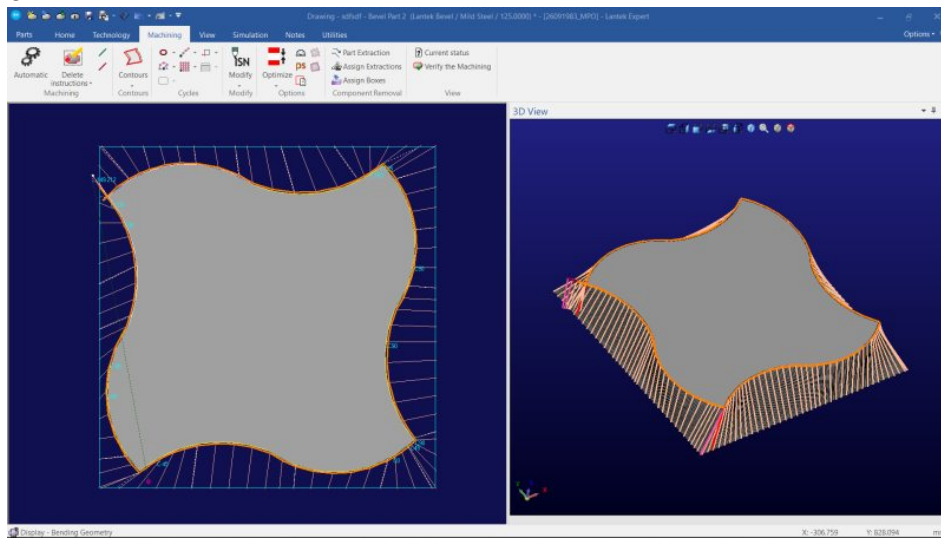 Drawing - sdfsdf - Bevel Part.2 (Lantek Bevel / Mild Steel / 125.0000) * - [26091983_MPO] - Lantek Expert
Parts Home Technology Machining View Simulation Notes Utilities Options
Automatic
Delete instructions
Machining
Contours
Contours
Cycles
ISN
Modify
Modify
Optimize
ps
Options
Part Extraction
Assign Extractions
Assign Boxes
Component Removal
Current status
Verify the Machining
View
3D View
Display - Bending Geometry
X: -306.759 Y: 828.094